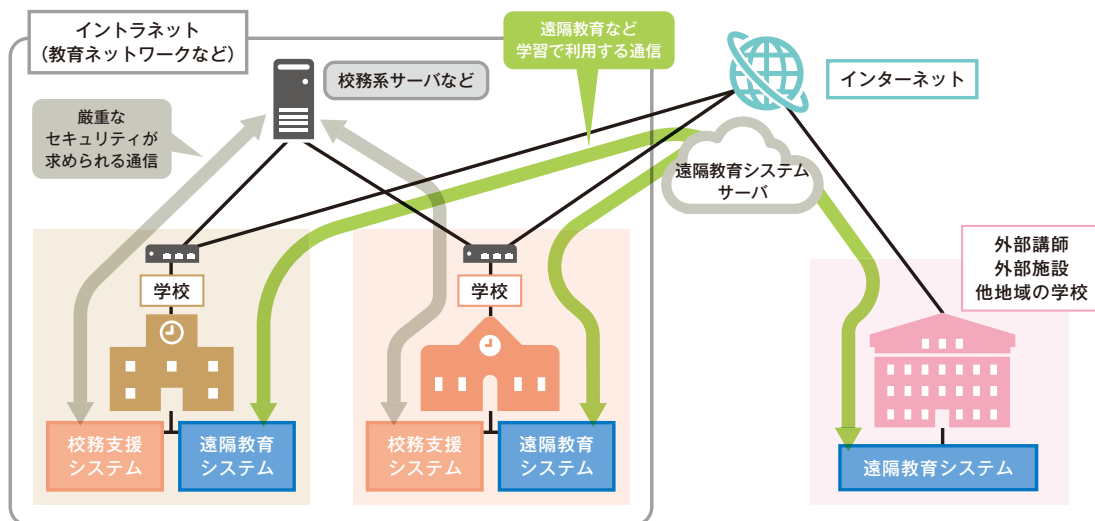 イントラネット
（教育ネットワークなど）
遠隔教育など
学習で利用する通信
校務系サーバなど
インターネット
厳重な
セキュリティが
求められる通信
遠隔教育システム
サーバ
外部講師
外部施設
他地域の学校
学校
学校
校務支援
システム
遠隔教育
システム
校務支援
システム
遠隔教育
システム
遠隔教育システム